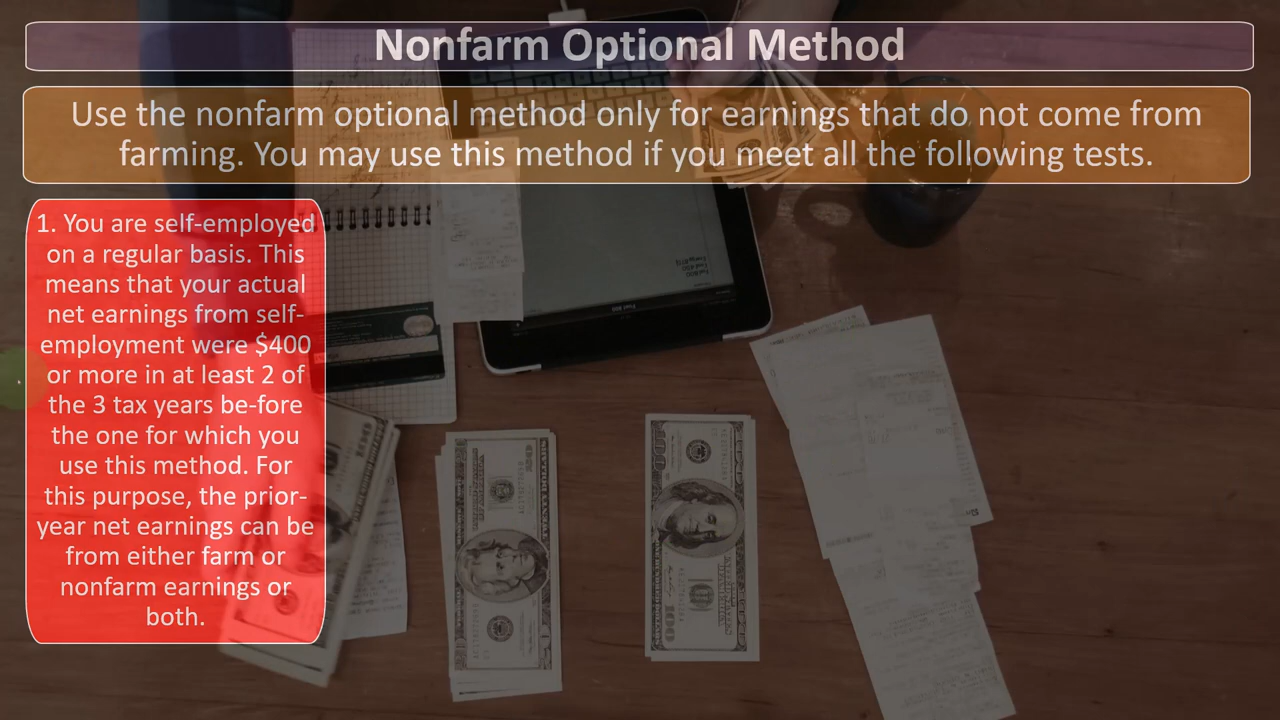 Nonfarm Optional Method
Use the nonfarm optional method only for earnings that do not come from
farming. You may use this method if you meet all the following tests.
1. You are self-employed
on a regular basis. This
means that your actual
net earnings from self-
employment were $400
or more in at least 2 of
the 3 tax years be-fore
the one for which you
use this method. For
this purpose, the prior-
year net earnings can be
from either farm or
nonfarm earnings or
both.